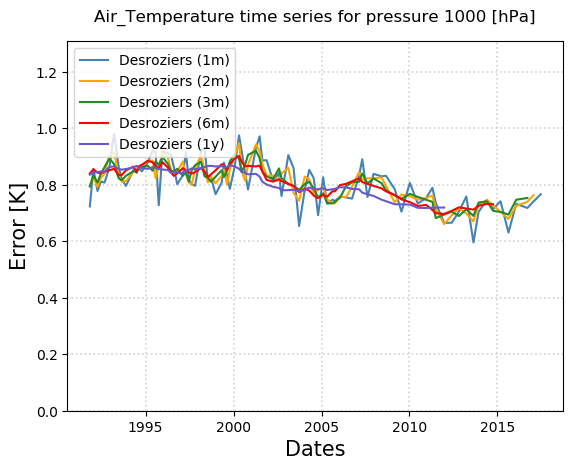 Air_Temperature time series for pressure 1000 [hPa]
Desroziers (1m)
Desroziers (2m)
Desroziers (3m)
Desroziers (6m)
Desroziers (1y)
1.2
1.0
0.8
0.6
0.4
0.2
0.0
Error [K]
1995 2000 2005 2010 2015
Dates